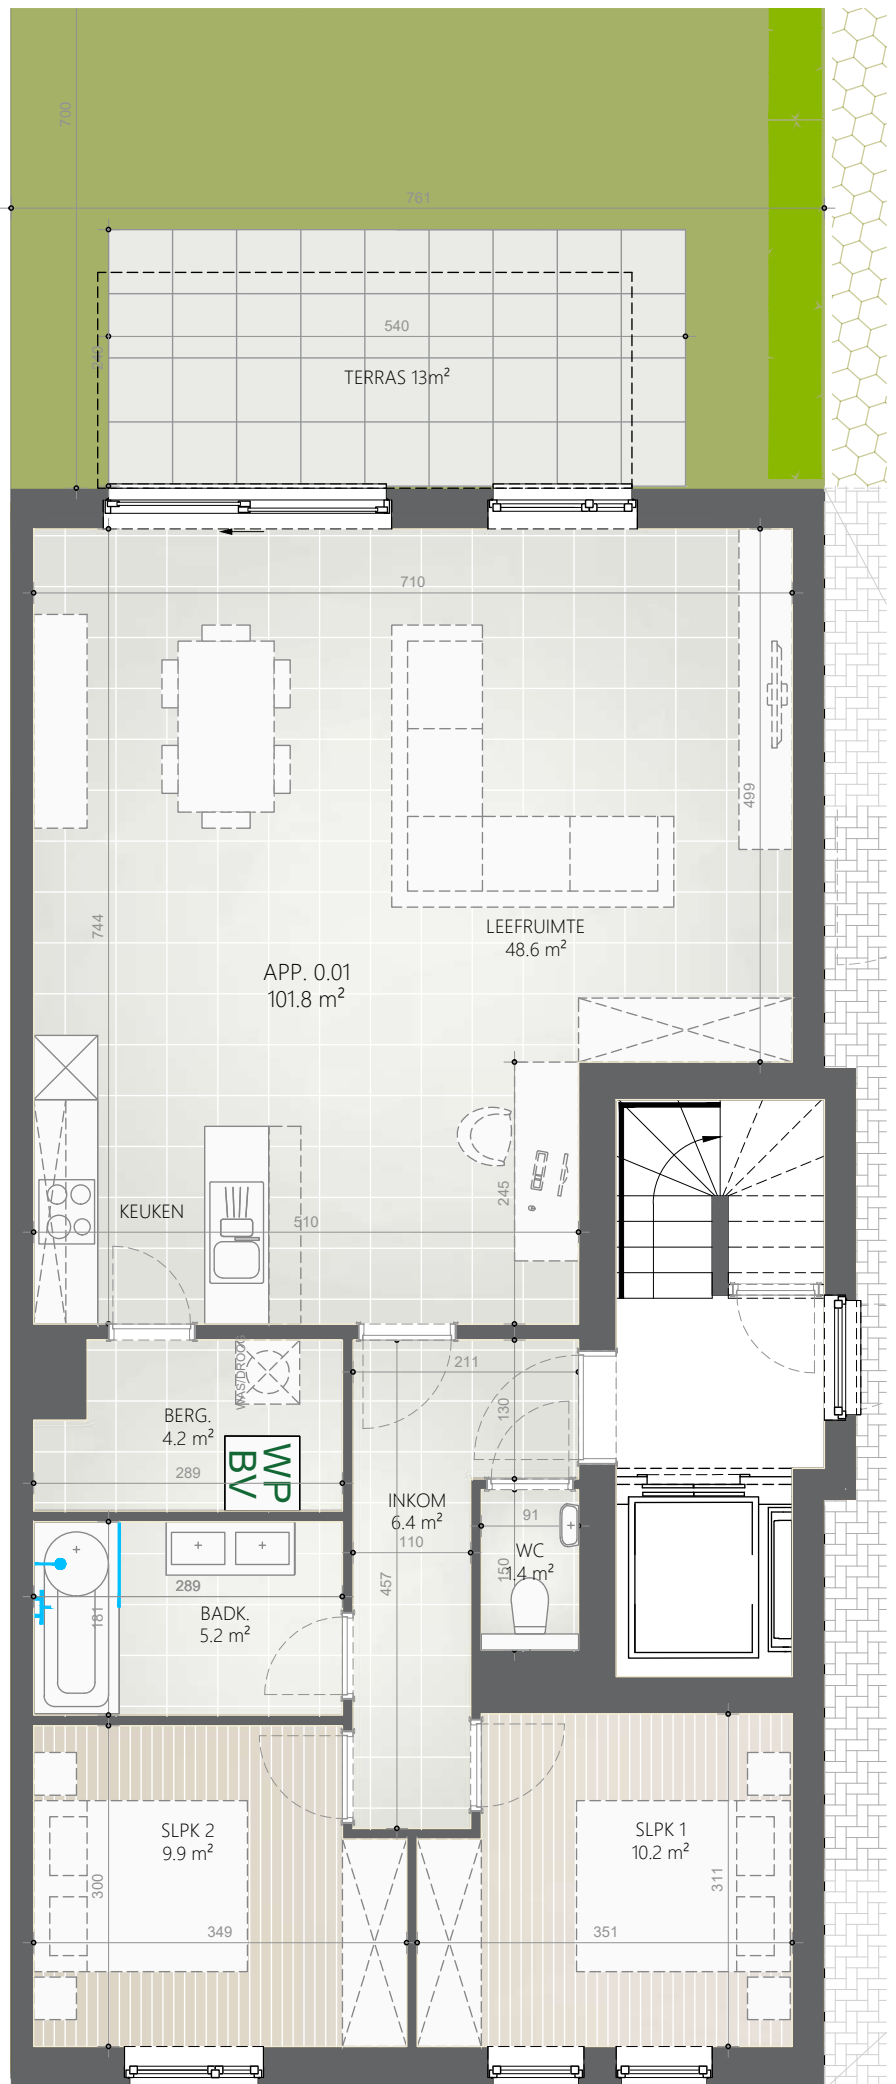 700
761
540
TERRAS 13m²
710
499
744
LEEFRUIMTE
48.6 m²
APP. 0.01
101.8 m²
245
KEUKEN
510
WAS/DROOG
211
130
BERG.
4.2 m²
289
WP
BV
INKOM
6.4 m²
110
91
WC
1.4 m²
150
457
289
BADK.
5.2 m²
181
SLPK 2
9.9 m²
SLPK 1
10.2 m²
300
311
349
351